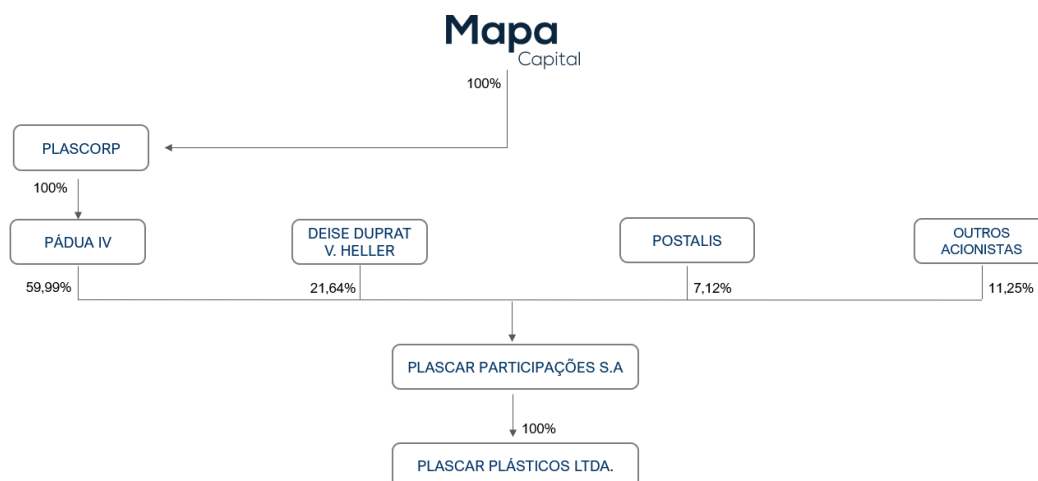 Mapa
Capital
100%
PLASCORP
100%
PÁDUA IV
DEISE DUPRAT
V. HELLER
POSTALIS
OUTROS
ACIONISTAS
59,99%
21,64%
7,12%
11,25%
PLASCAR PARTICIPAÇÕES S.A
100%
PLASCAR PLÁSTICOS LTDA.